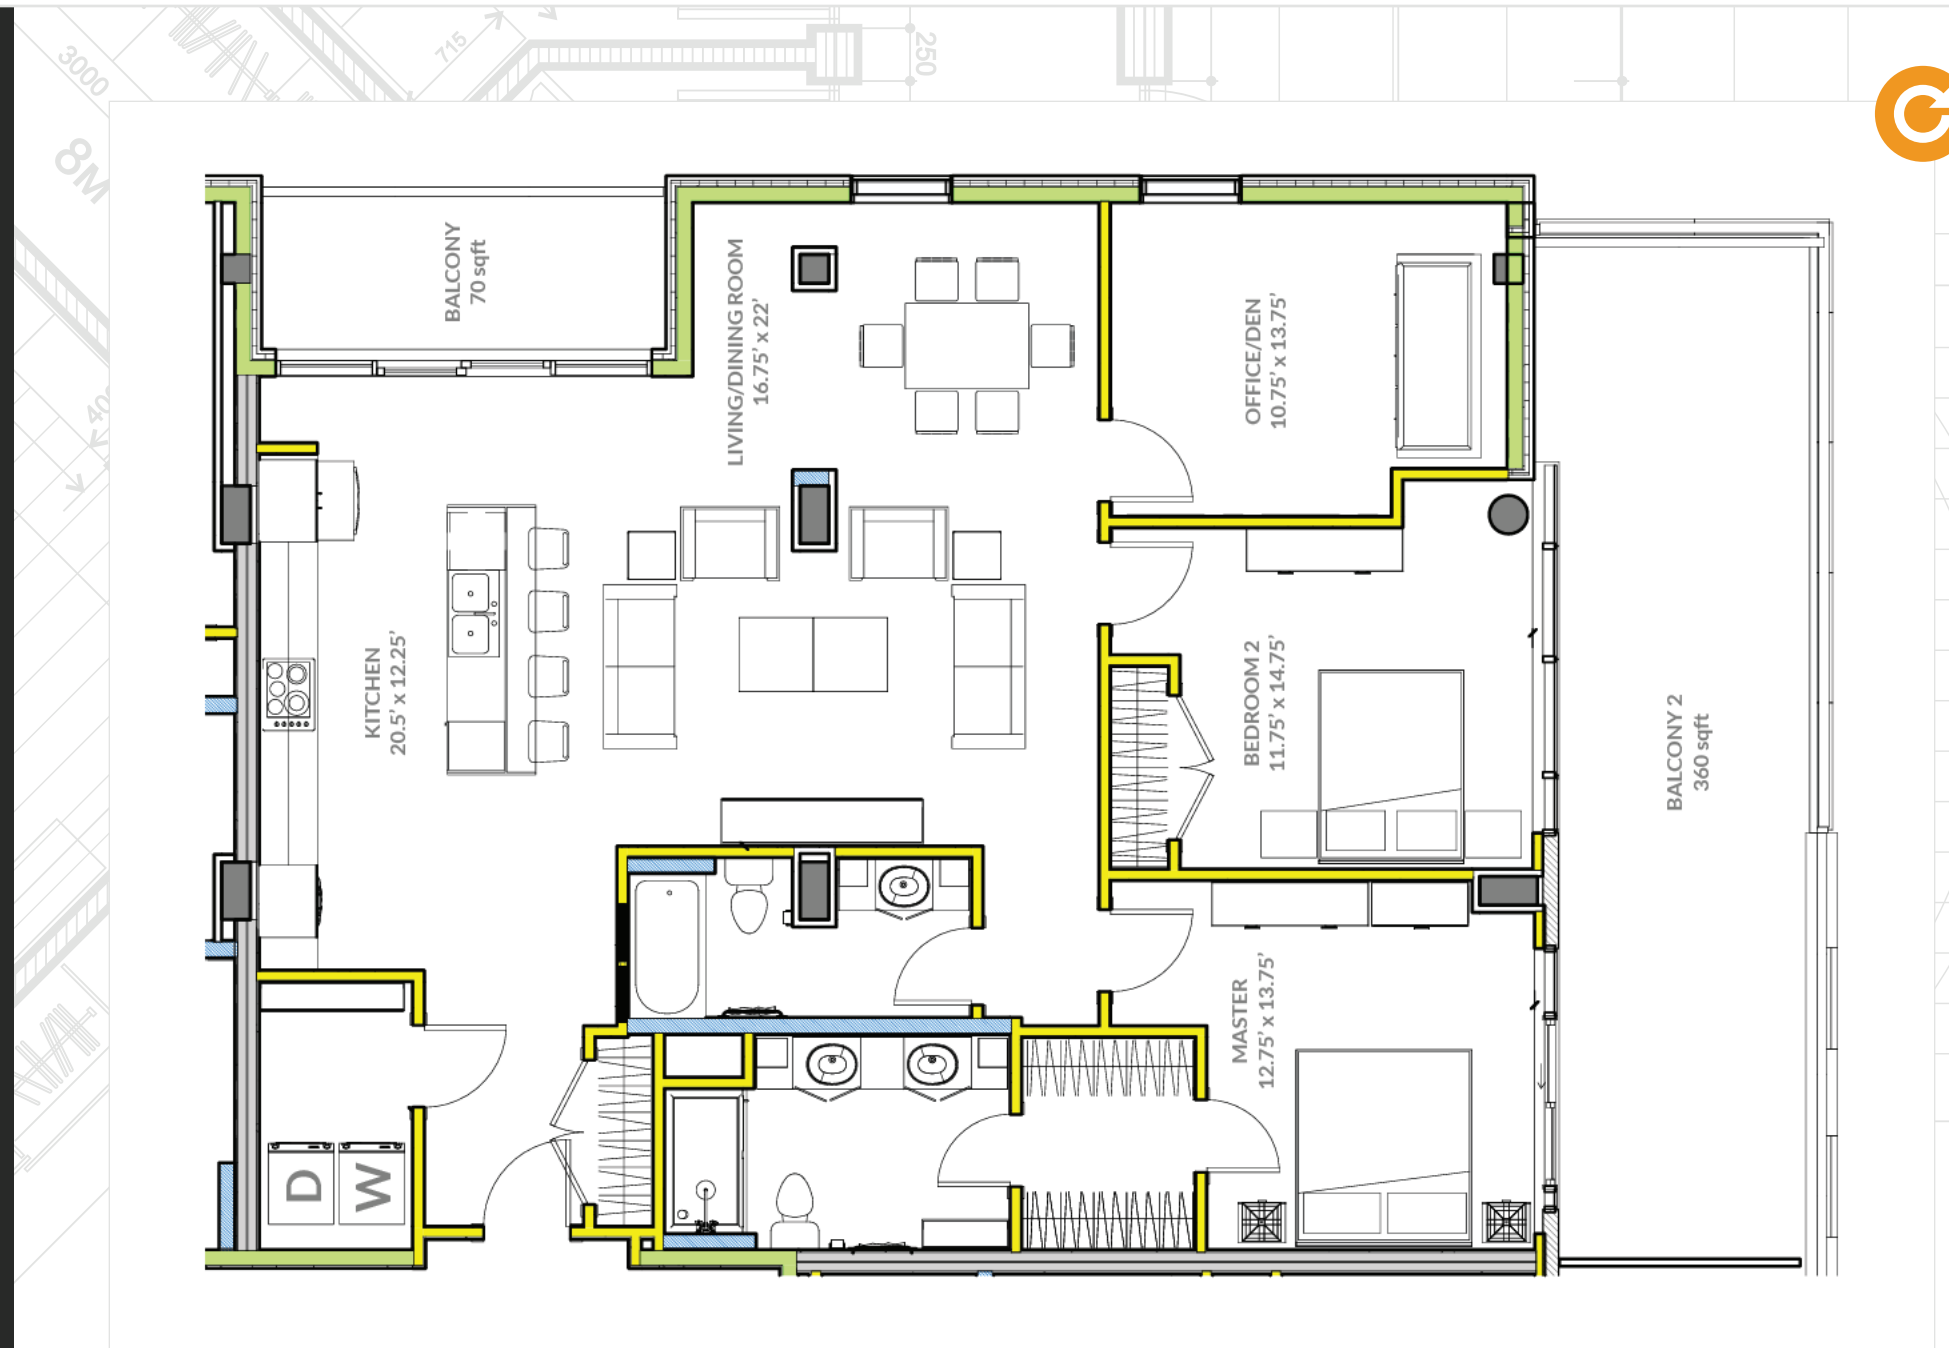 3000
715
250
8M
40
BALCONY
70 sqft
LIVING/DINING ROOM
16.75' x 22'
OFFICE/DEN
10.75' x 13.75'
KITCHEN
20.5' x 12.25'
BEDROOM 2
11.75' x 14.75'
BALCONY 2
360 sqft
MASTER
12.75' x 13.75'
D
W